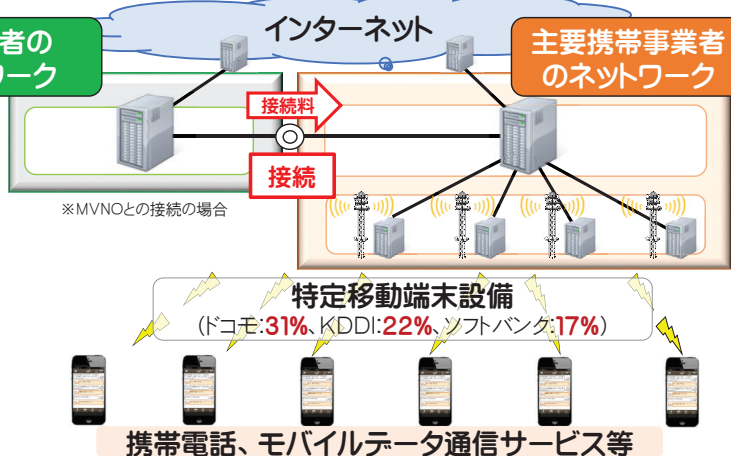 インターネット
者の
ーク
主要携帯事業者
のネットワーク
接続料
接続
※MVNOとの接続の場合
特定移動端末設備
(ドコモ:31%、KDDI:22%、ソフトバンク:17%)
携帯電話、モバイルデータ通信サービス等